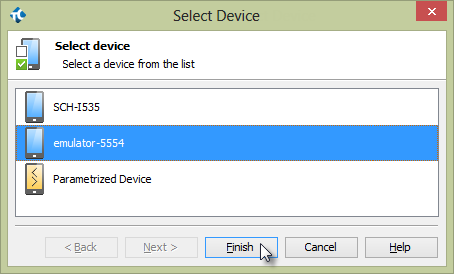 Select Device
Select device
Select a device from the list
SCH-I535
emulator-5554
Parametrized Device
< Back Next > Finish Cancel Help